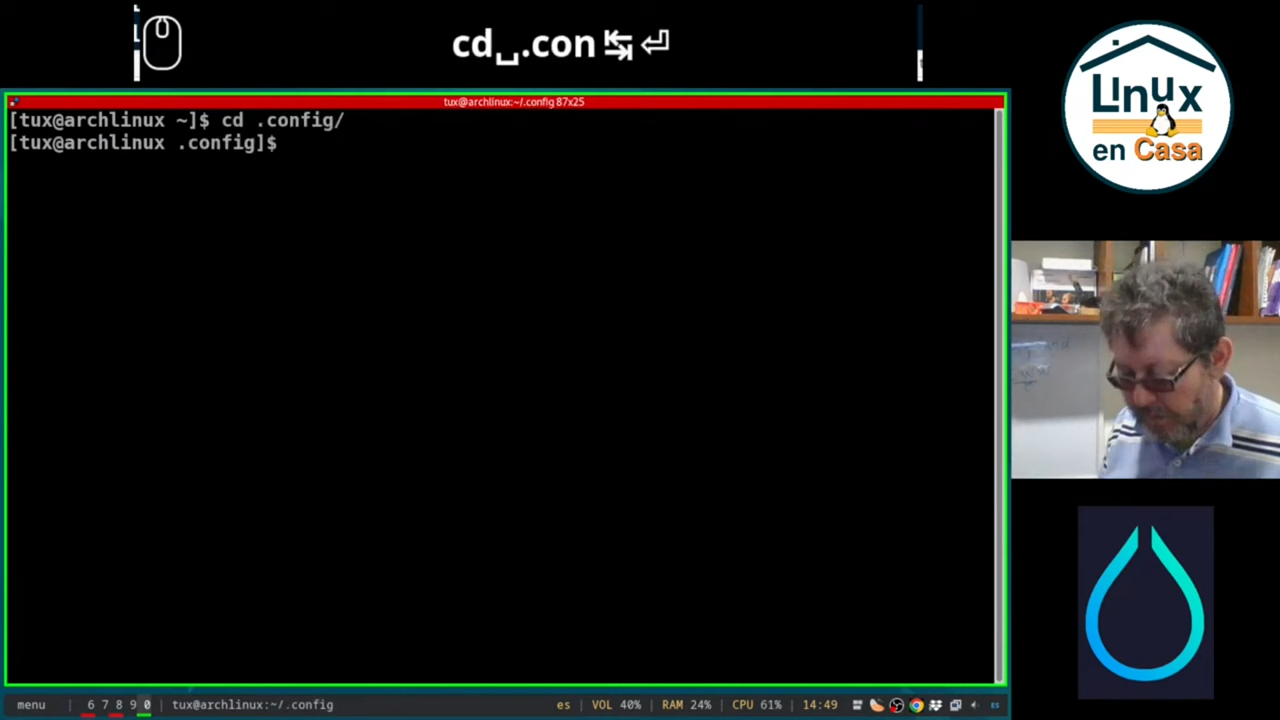 cd␣.con ↹ ⏎
tux@archlinux:~/.config 87x25
[tux@archlinux ~]$ cd .config/
[tux@archlinux .config]$
LInux
en Casa
menu | 6 7 8 9 0 | tux@archlinux:~/.config
es | VOL 40% | RAM 24% | CPU 61% | 14:49
ES